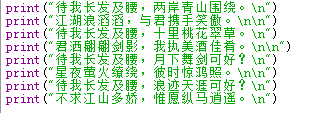 print("待我长发及腰，两岸青山围绕。\n\n")
print("江湖浪滔滔，与君携手笑傲。\n\n")
print("待我长发及腰，十里桃花翠草。\n\n")
print("君洒翩翩剑影，我执美酒佳肴。\n\n\n")
print("待我长发及腰，月下舞剑可好？\n\n")
print("星夜萤火缭绕，彼时惊鸿照。\n\n")
print("待我长发及腰，浪迹天涯可好？\n\n")
print("不求江山多娇，惟愿纵马逍遥。\n\n")